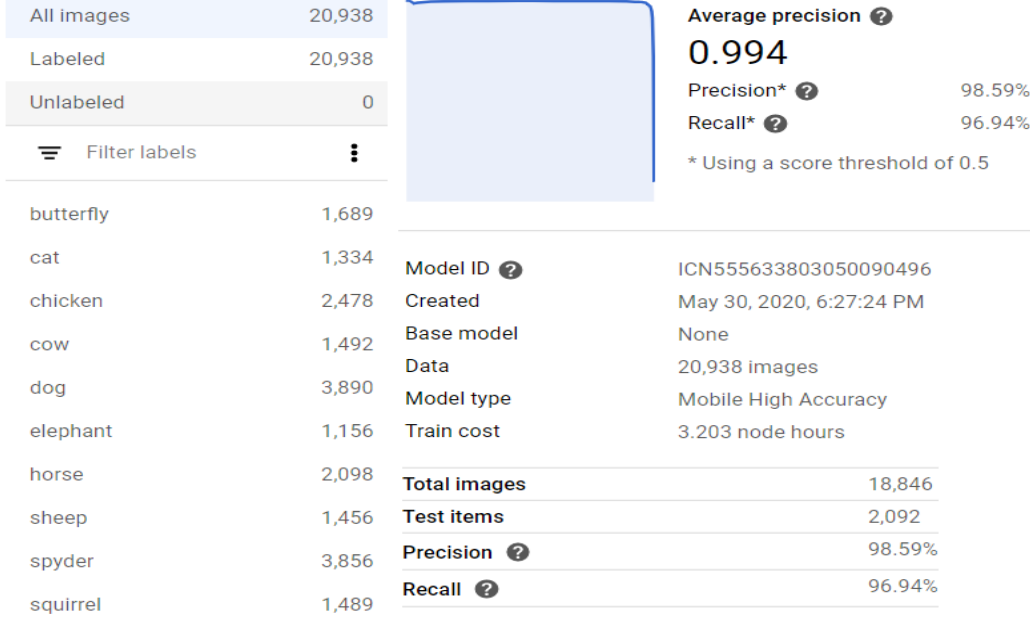 All images 20,938
Labeled 20,938
Unlabeled 0
Filter labels
butterfly 1,689
cat 1,334
chicken 2,478
cow 1,492
dog 3,890
elephant 1,156
horse 2,098
sheep 1,456
spyder 3,856
squirrel 1,489
Average precision ?
0.994
Precision* ? 98.59%
Recall* ? 96.94%
* Using a score threshold of 0.5
Model ID ? ICN555633803050090496
Created May 30, 2020, 6:27:24 PM
Base model None
Data 20,938 images
Model type Mobile High Accuracy
Train cost 3.203 node hours
Total images 18,846
Test items 2,092
Precision ? 98.59%
Recall ? 96.94%